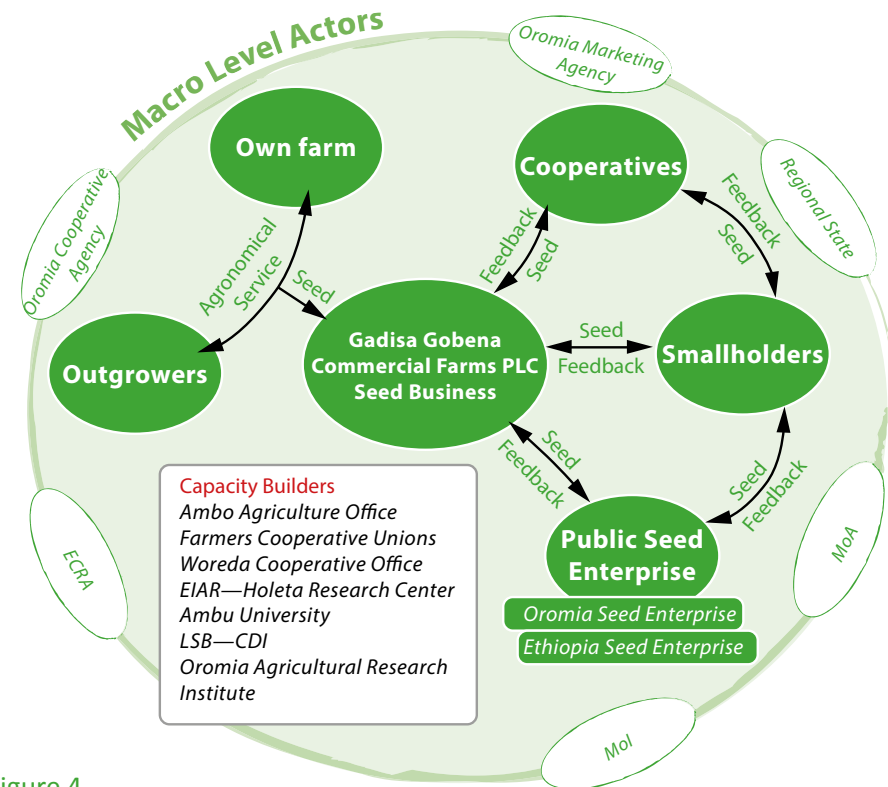 Macro Level Actors
Oromia Marketing
Agency
Own farm
Cooperatives
Oromia Cooperative
Agency
Regional State
Feedback
Seed
Feedback
Seed
Agronomical
Service
Seed
Outgrowers
Gadisa Gobena
Commercial Farms PLC
Seed Business
Seed
Feedback
Smallholders
Seed
Feedback
Seed
Feedback
Capacity Builders
Ambo Agriculture Office
Farmers Cooperative Unions
Woreda Cooperative Office
EIAR—Holeta Research Center
Ambu University
LSB—CDI
Oromia Agricultural Research
Institute
Public Seed
Enterprise
Oromia Seed Enterprise
Ethiopia Seed Enterprise
ECRA
MoA
MoI
igure 4